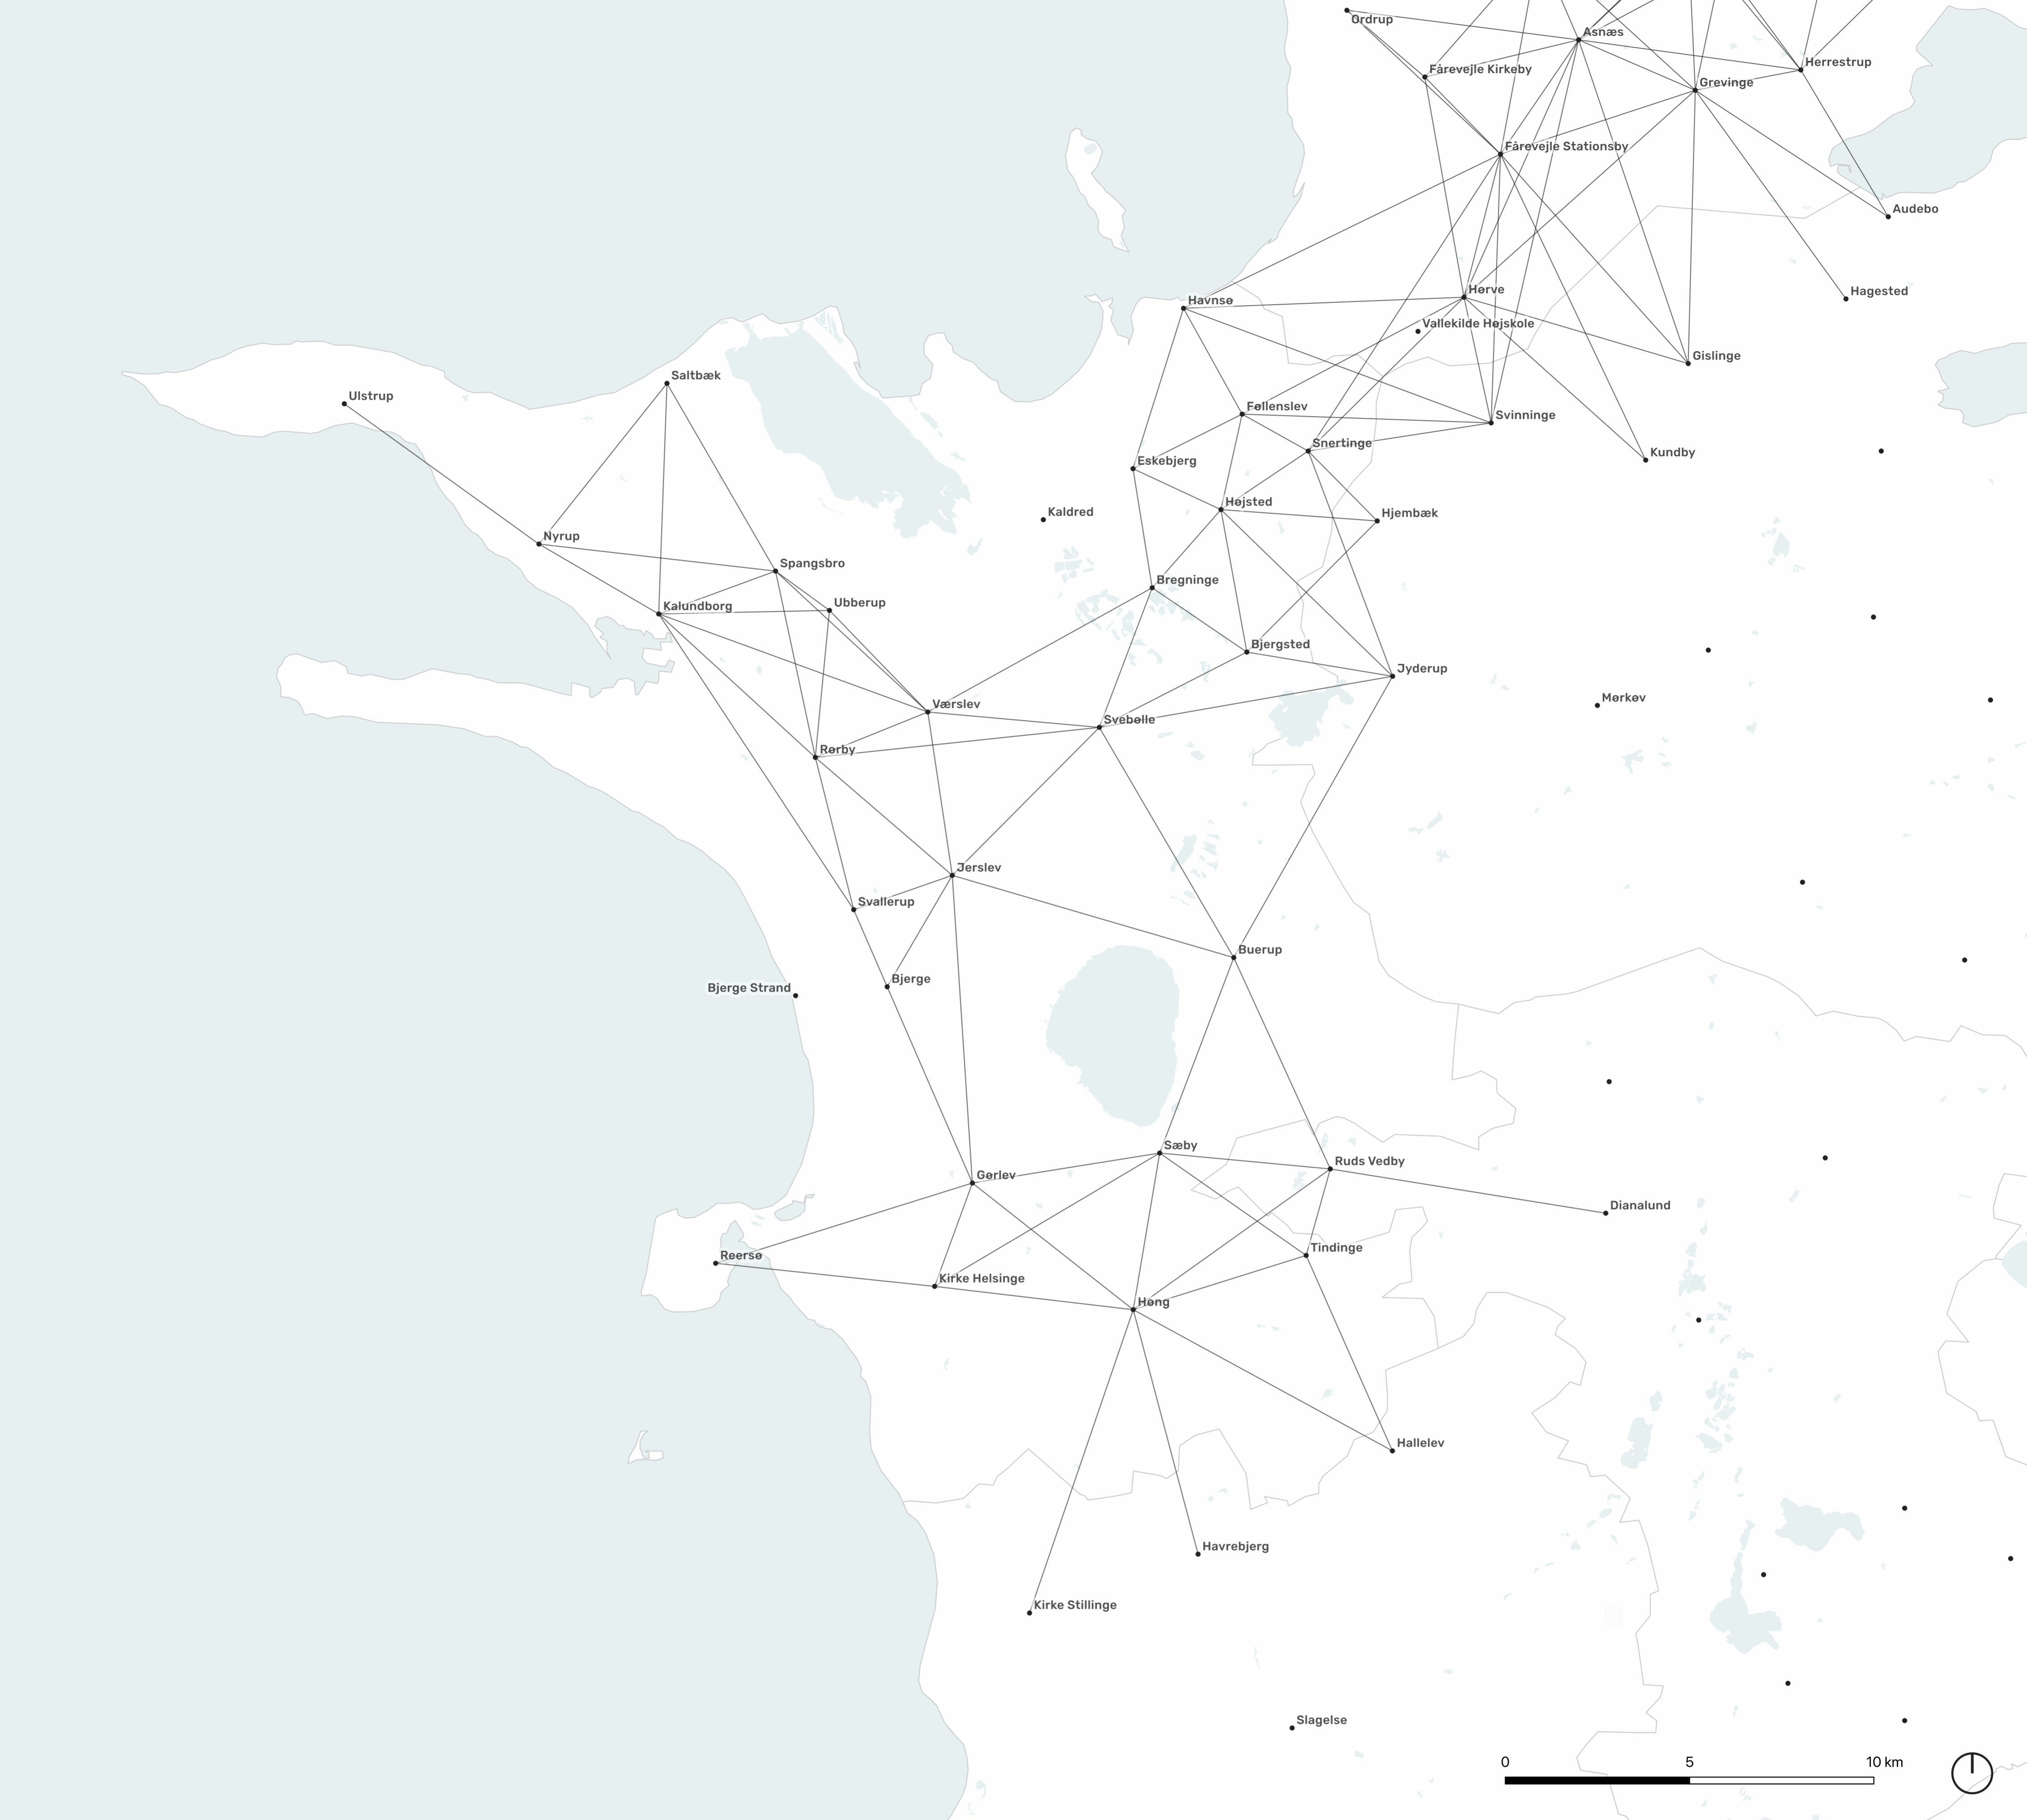 Ordrup
Asnæs
Herrestrup
Fårevejle Kirkeby
Grevinge
Fårevejle Stationsby
Audebo
Hørve
Hagested
Havnsø
Vallekilde Højskole
Gislinge
Saltbæk
Ulstrup
Føllenslev
Svinninge
Snertinge
Kundby
Eskebjerg
Højsted
Kaldred
Hjembæk
Nyrup
Spangsbro
Bregninge
Ubberup
Kalundborg
Bjergsted
Jyderup
Mørkøv
Værslev
Svebølle
Rørby
Jerslev
Svallerup
Buerup
Bjerge
Bjerge Strand
Sæby
Ruds Vedby
Gørlev
Dianalund
Tindinge
Reersø
Kirke Helsinge
Høng
Hallelev
Havrebjerg
Kirke Stillinge
Slagelse
0 5 10 km